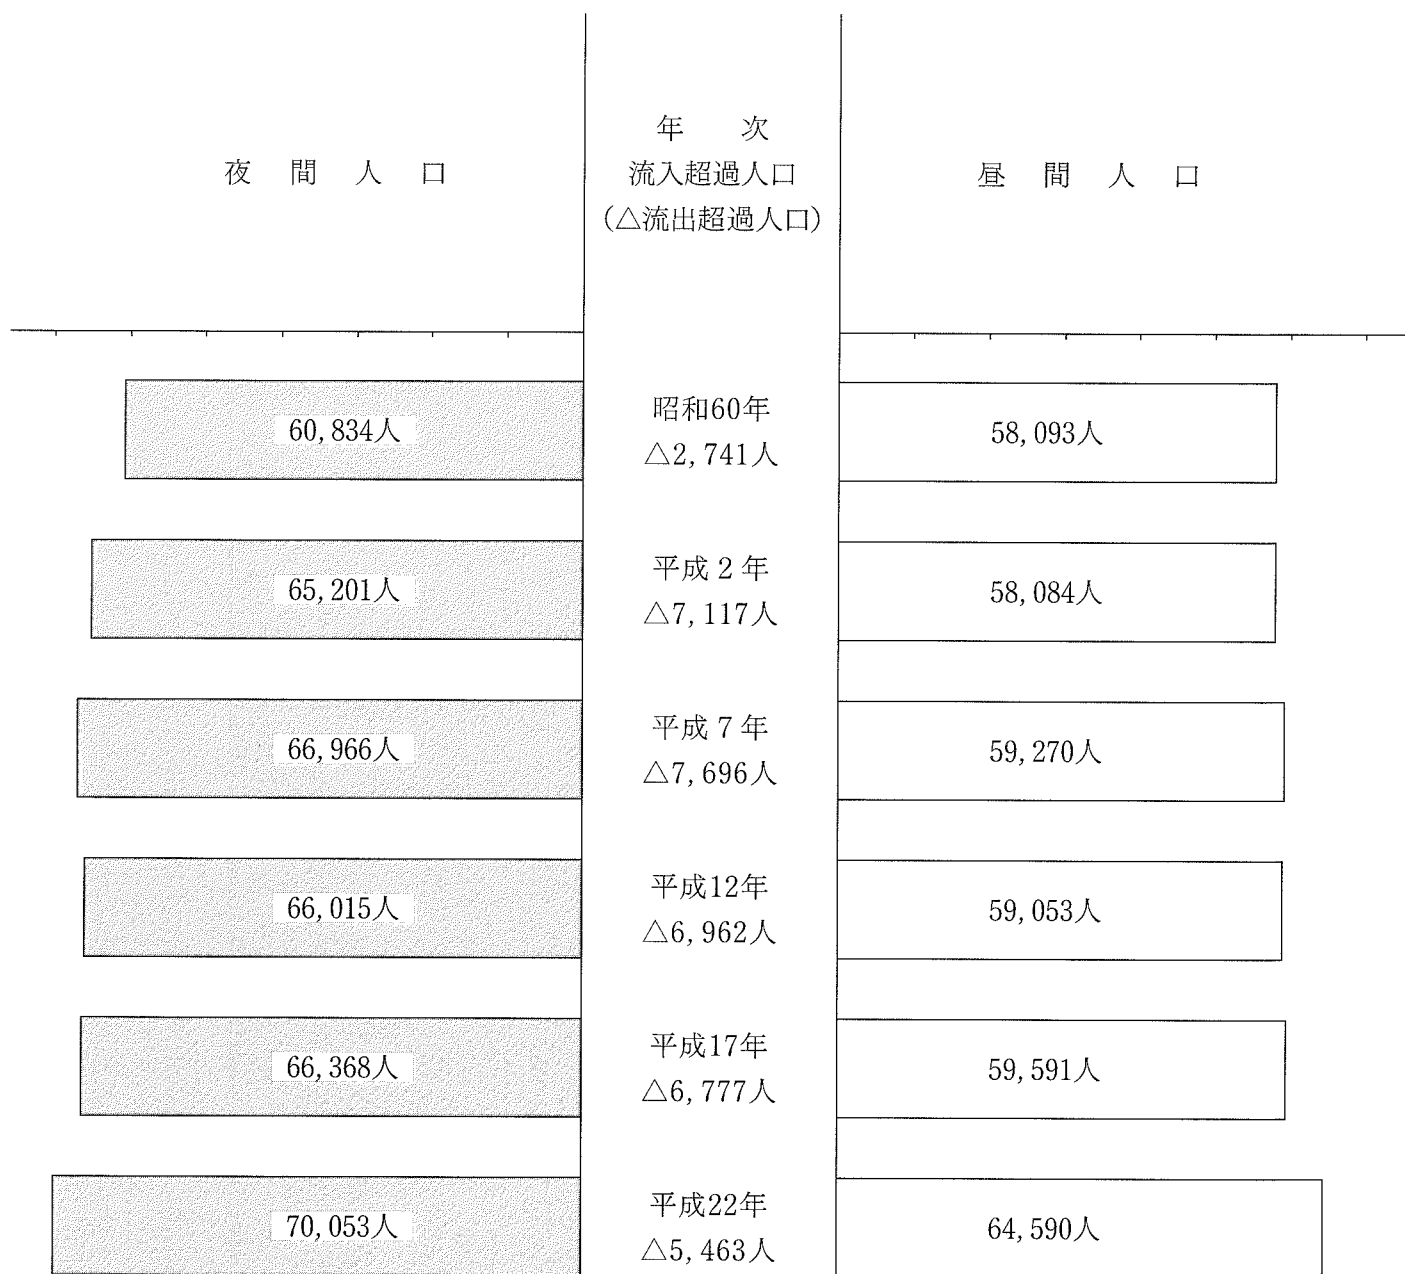 夜間人口
年次
流入超過人口
(△流出超過人口)
昼間人口
60,834人
昭和60年
△2,741人
58,093人
65,201人
平成2年
△7,117人
58,084人
66,966人
平成7年
△7,696人
59,270人
66,015人
平成12年
△6,962人
59,053人
66,368人
平成17年
△6,777人
59,591人
70,053人
平成22年
△5,463人
64,590人